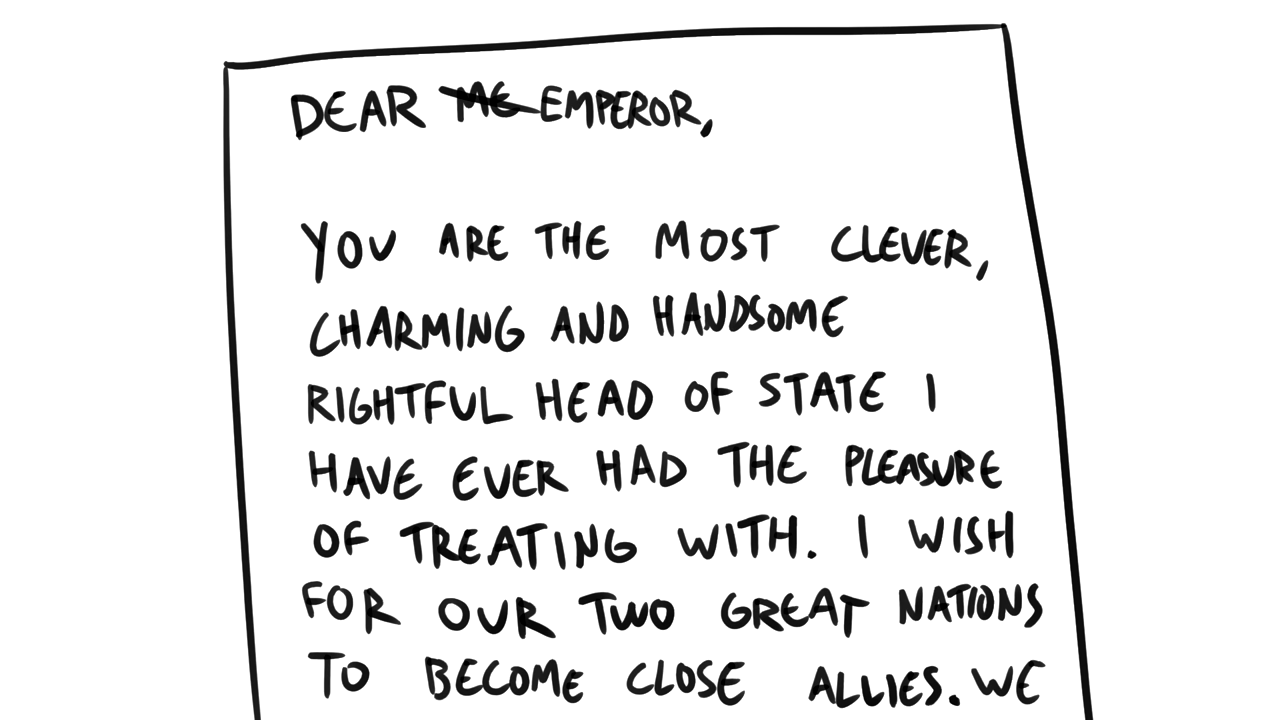 DEAR ME EMPEROR,
YOU ARE THE MOST CLEVER,
CHARMING AND HANDSOME
RIGHTFUL HEAD OF STATE I
HAVE EVER HAD THE PLEASURE
OF TREATING WITH. I WISH
FOR OUR TWO GREAT NATIONS
TO BECOME CLOSE ALLIES. WE